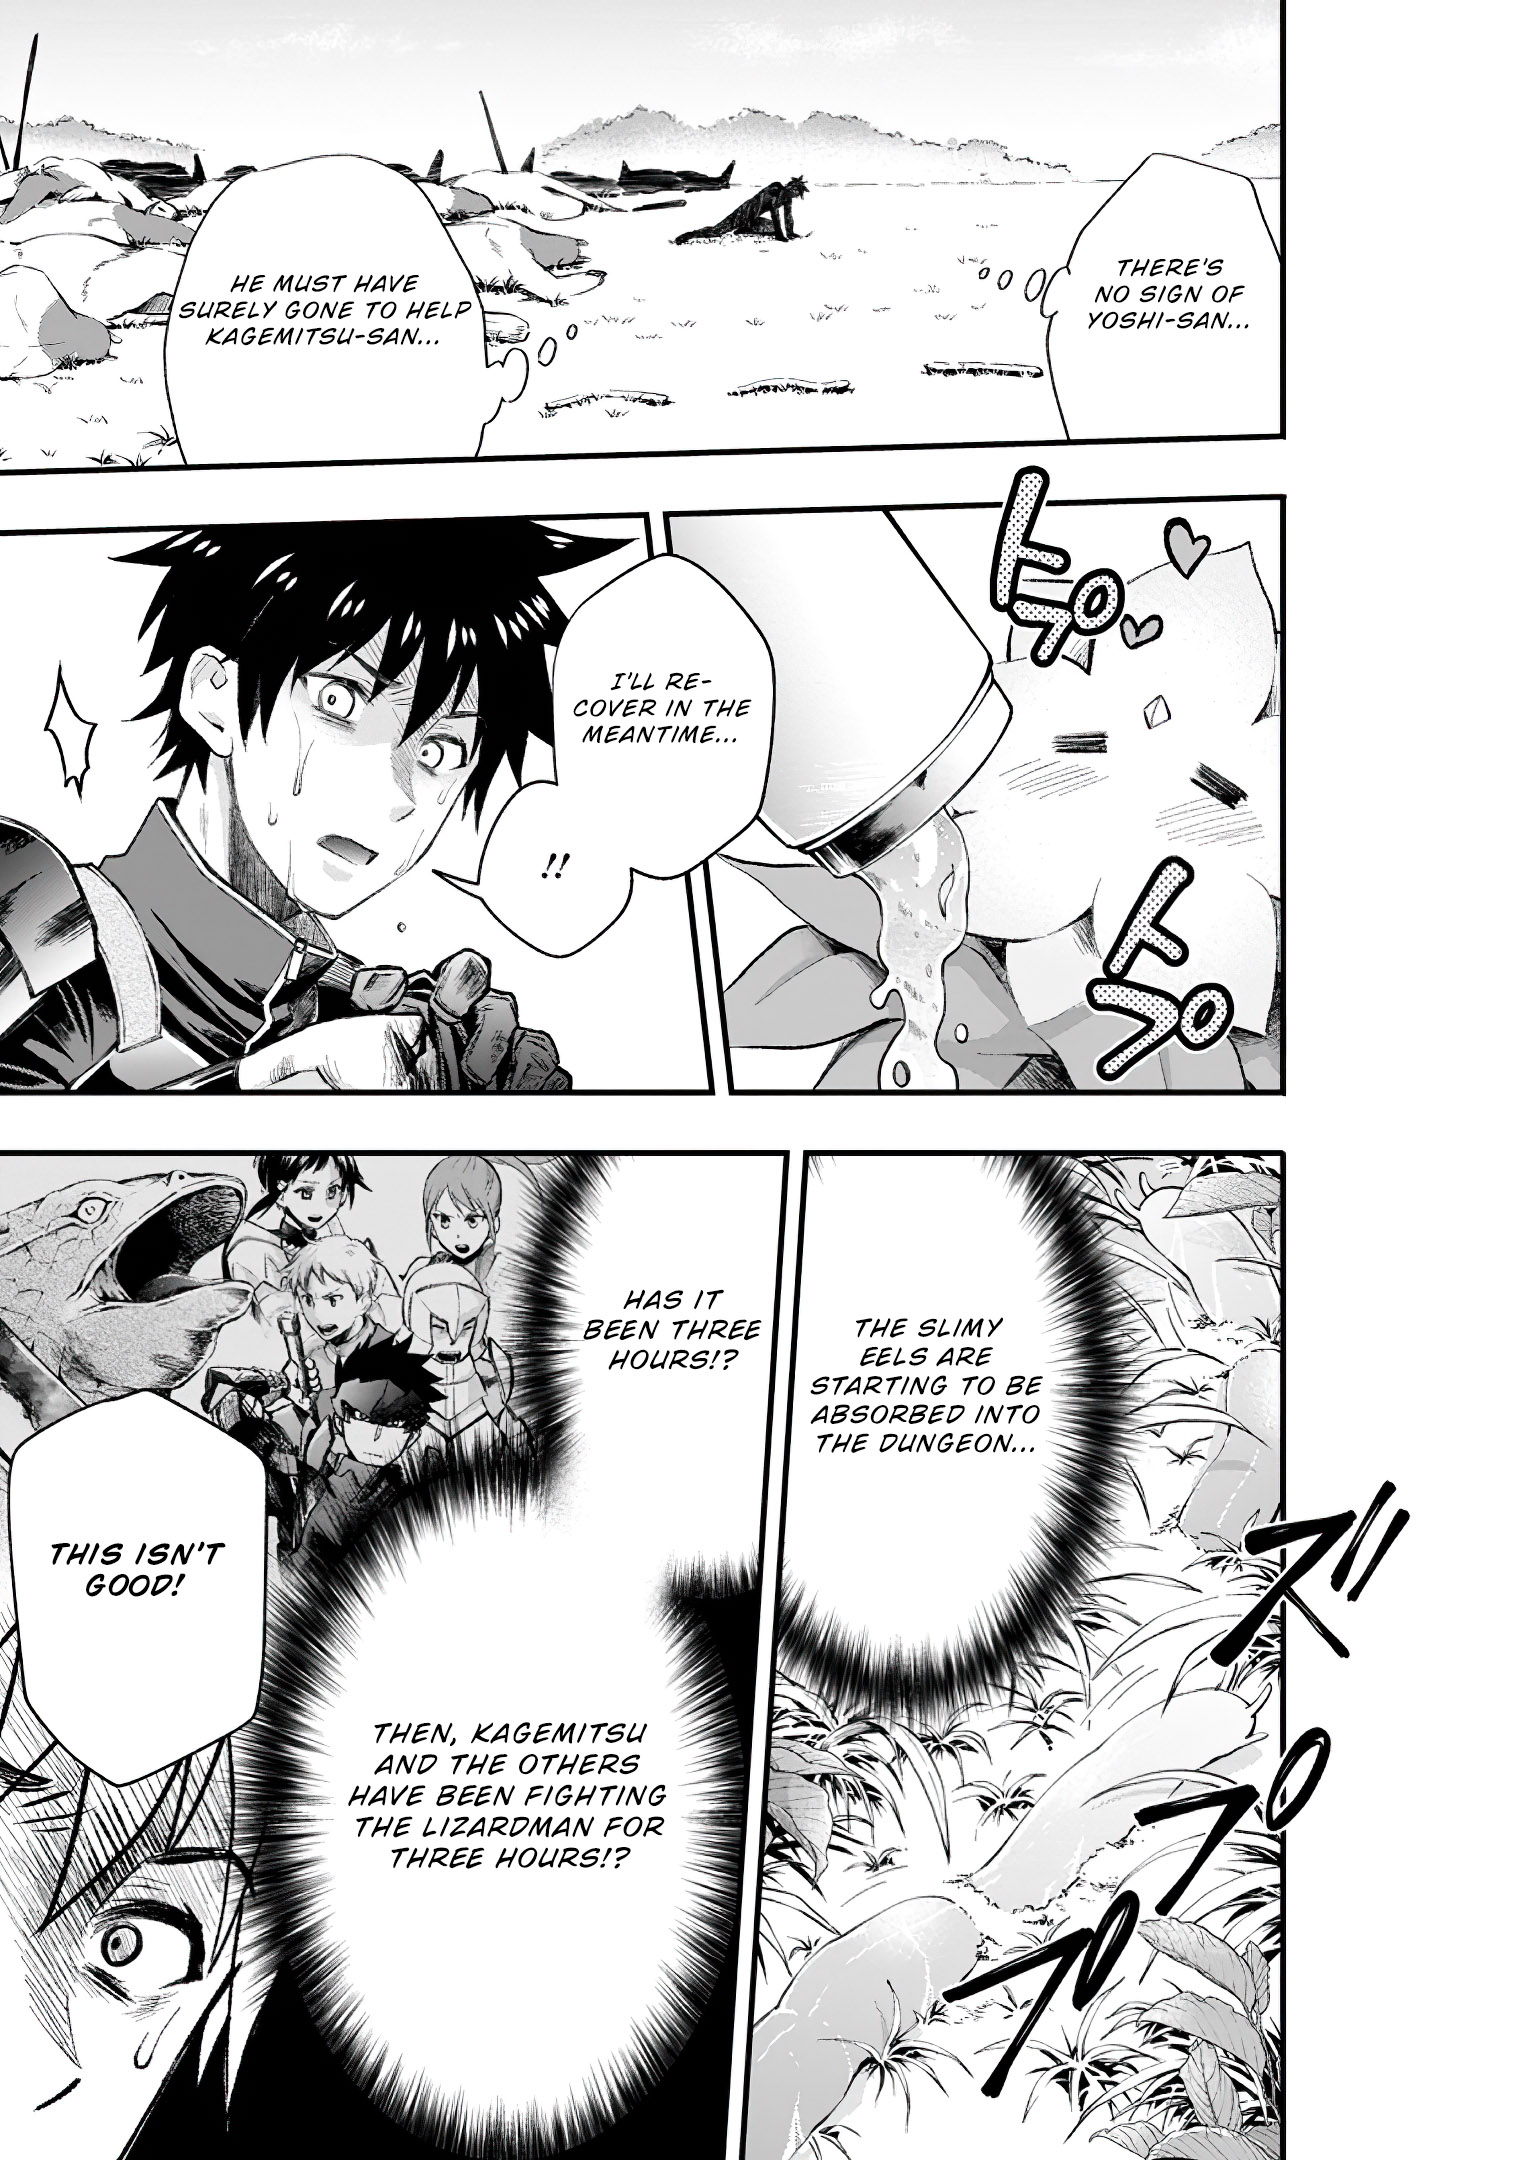 THERE'S
NO SIGN OF
YOSHI-SAN...
HE MUST HAVE
SURELY GONE TO HELP
KAGEMITSU-SAN...
トプ
トプ
I'LL RE-
COVER IN THE
MEANTIME...
!!
THE SLIMY
EELS ARE
STARTING TO BE
ABSORBED INTO
THE DUNGEON...
ズ"
プ
プ
HAS IT
BEEN THREE
HOURS!?
THEN, KAGEMITSU
AND THE OTHERS
HAVE BEEN FIGHTING
THE LIZARDMAN FOR
THREE HOURS!?
THIS ISN'T
GOOD!